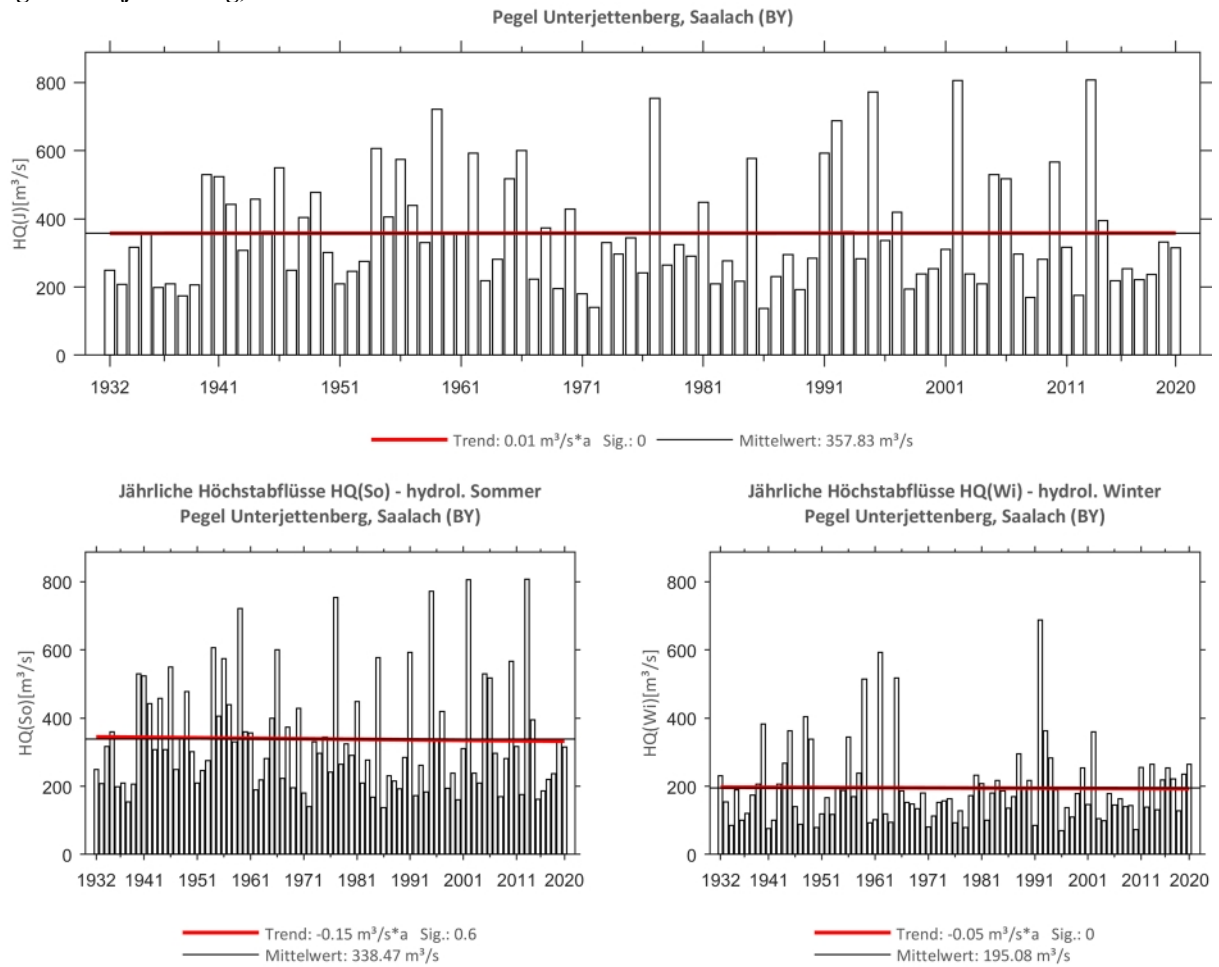 Pegel Unterjettenberg, Saalach (BY)
HQ(J)[m³/s]
800
600
400
200
0
1932 1941 1951 1961 1971 1981 1991 2001 2011 2020
Trend: 0.01 m³/s*a Sig.: 0 Mittelwert: 357.83 m³/s
Jährliche Höchstabflüsse HQ(So) - hydrol. Sommer
Pegel Unterjettenberg, Saalach (BY)
HQ(So)[m³/s]
800
600
400
200
0
1932 1941 1951 1961 1971 1981 1991 2001 2011 2020
Trend: -0.15 m³/s*a Sig.: 0.6
Mittelwert: 338.47 m³/s
Jährliche Höchstabflüsse HQ(Wi) - hydrol. Winter
Pegel Unterjettenberg, Saalach (BY)
HQ(Wi)[m³/s]
800
600
400
200
0
1932 1941 1951 1961 1971 1981 1991 2001 2011 2020
Trend: -0.05 m³/s*a Sig.: 0
Mittelwert: 195.08 m³/s